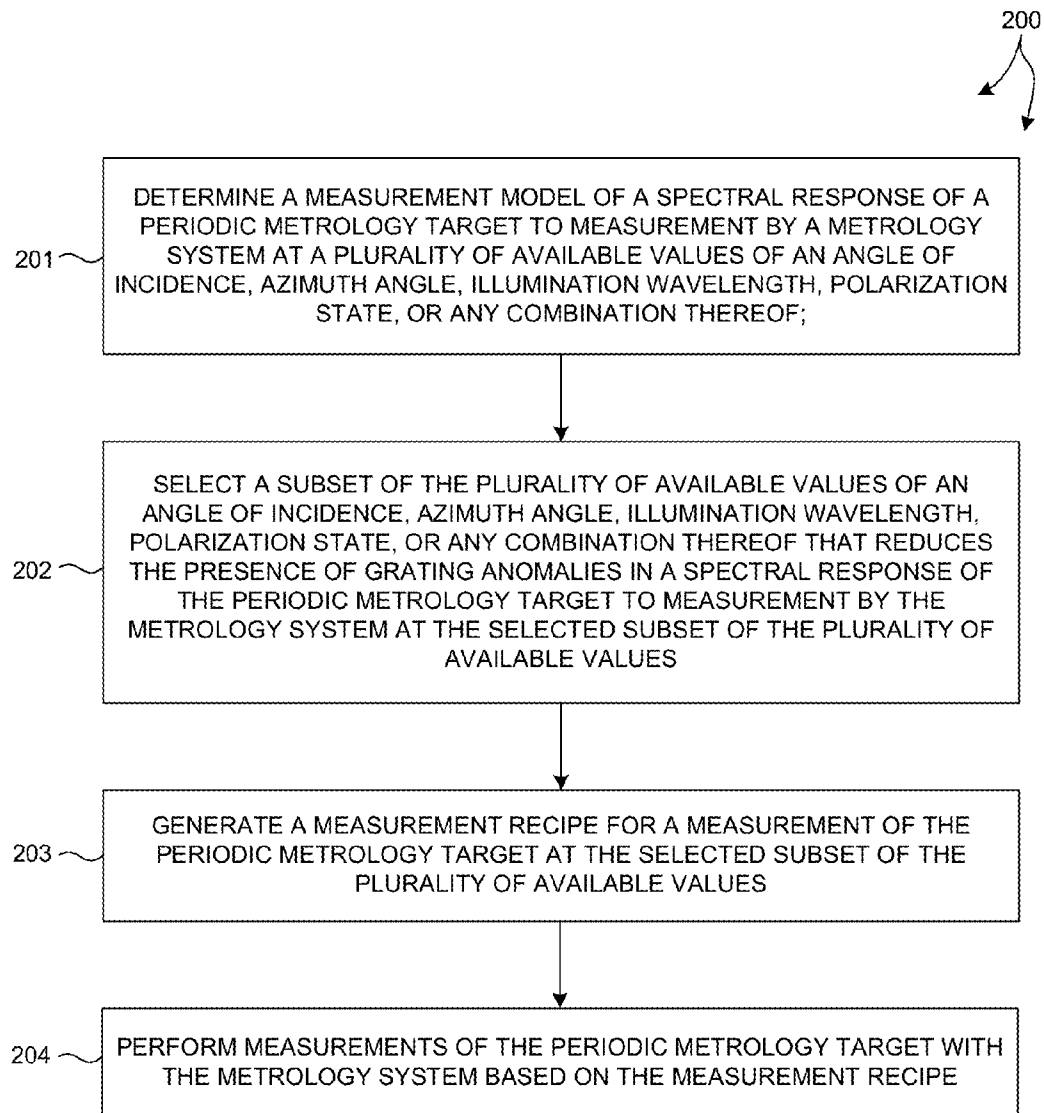 200
201
DETERMINE A MEASUREMENT MODEL OF A SPECTRAL RESPONSE OF A
PERIODIC METROLOGY TARGET TO MEASUREMENT BY A METROLOGY
SYSTEM AT A PLURALITY OF AVAILABLE VALUES OF AN ANGLE OF
INCIDENCE, AZIMUTH ANGLE, ILLUMINATION WAVELENGTH, POLARIZATION
STATE, OR ANY COMBINATION THEREOF;
202
SELECT A SUBSET OF THE PLURALITY OF AVAILABLE VALUES OF AN
ANGLE OF INCIDENCE, AZIMUTH ANGLE, ILLUMINATION WAVELENGTH,
POLARIZATION STATE, OR ANY COMBINATION THEREOF THAT REDUCES
THE PRESENCE OF GRATING ANOMALIES IN A SPECTRAL RESPONSE OF
THE PERIODIC METROLOGY TARGET TO MEASUREMENT BY THE
METROLOGY SYSTEM AT THE SELECTED SUBSET OF THE PLURALITY OF
AVAILABLE VALUES
203
GENERATE A MEASUREMENT RECIPE FOR A MEASUREMENT OF THE
PERIODIC METROLOGY TARGET AT THE SELECTED SUBSET OF THE
PLURALITY OF AVAILABLE VALUES
204
PERFORM MEASUREMENTS OF THE PERIODIC METROLOGY TARGET WITH
THE METROLOGY SYSTEM BASED ON THE MEASUREMENT RECIPE